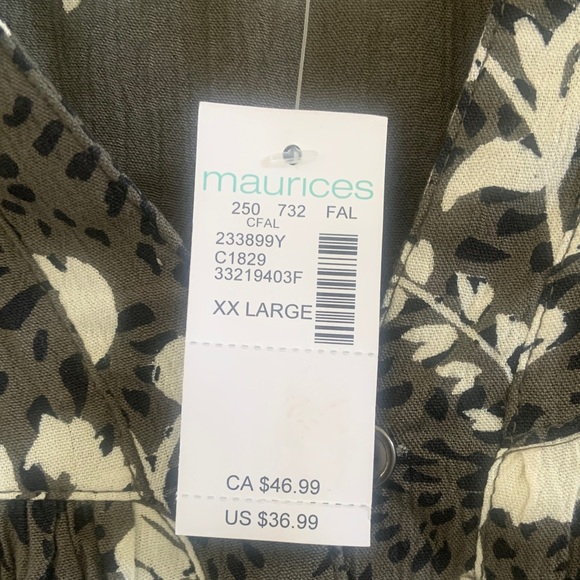 maurices
250 732 FAL
CFAL
233899Y
C1829
33219403F
XX LARGE
CA $46.99
US $36.99